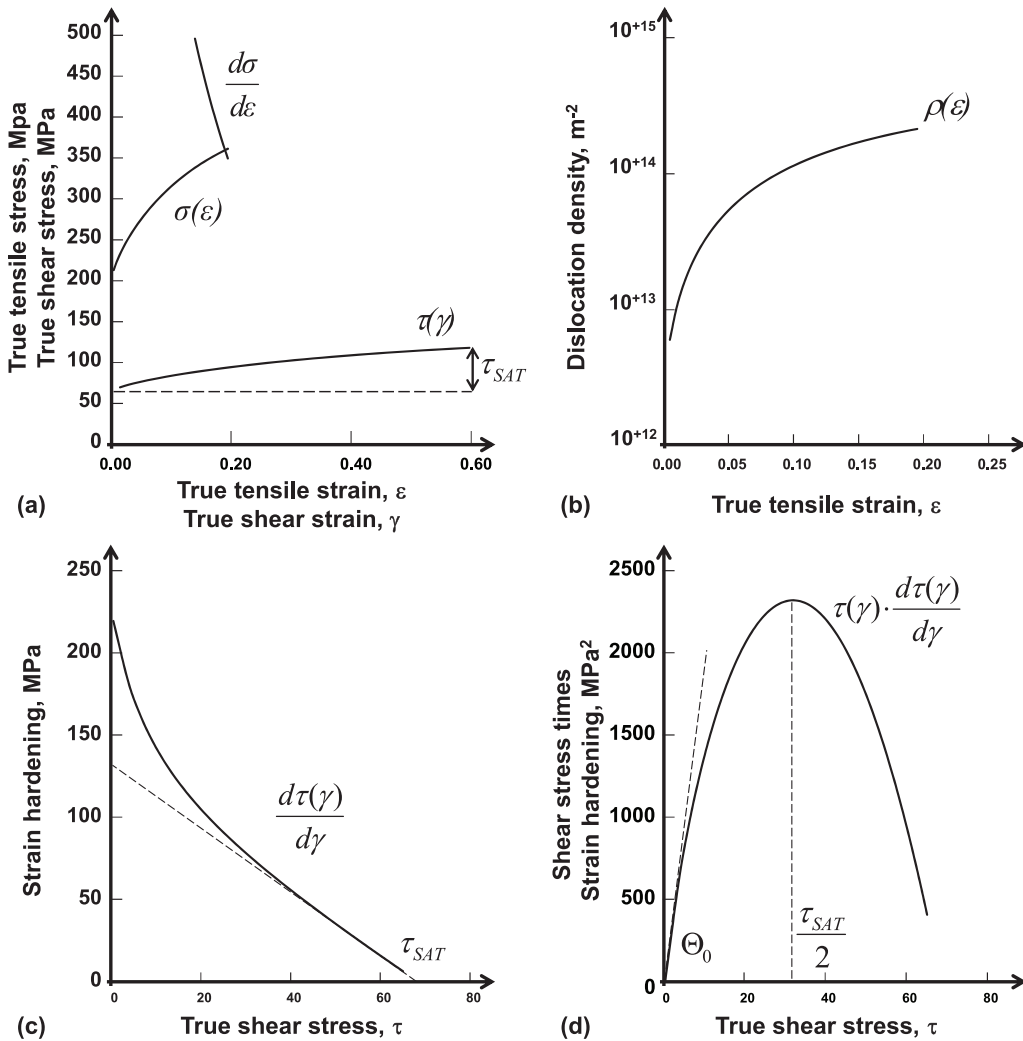 500
450
400
350
300
250
200
150
100
50
0
True tensile stress, Mpa
True shear stress, MPa
dσ
dε
σ(ε)
τ(γ)
τSAT
0.00
0.20
0.40
0.60
True tensile strain, ε
True shear strain, γ
(a)
10+15
10+14
10+13
10+12
Dislocation density, m-2
ρ(ε)
0.00
0.05
0.10
0.15
0.20
0.25
True tensile strain, ε
(b)
250
200
150
100
50
0
Strain hardening, MPa
dτ(γ)
dγ
τSAT
0
20
40
60
80
True shear stress, τ
(c)
2500
2000
1500
1000
500
0
Shear stress times
Strain hardening, MPa2
τ(γ)·dτ(γ)
dγ
Θ0
τSAT
2
0
20
40
60
80
True shear stress, τ
(d)